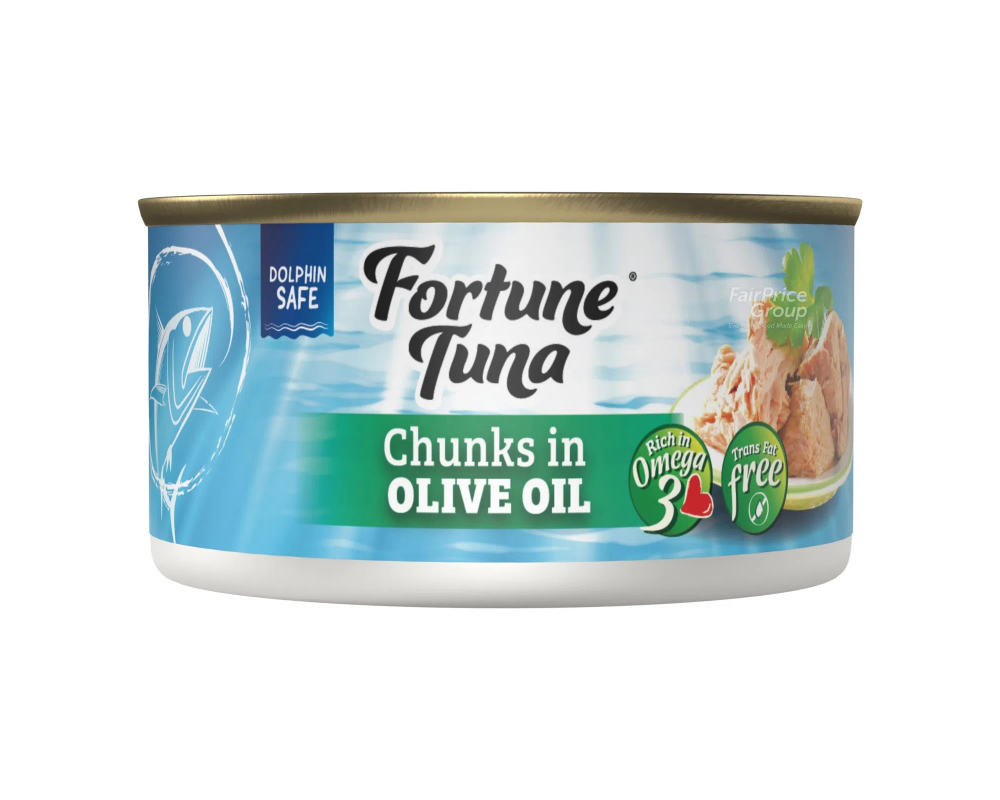 DOLPHIN
SAFE
Fortune®
Tuna
FairPrice
Group
Chunks in
OLIVE OIL
Rich in
Omega
3
Trans Fat
free